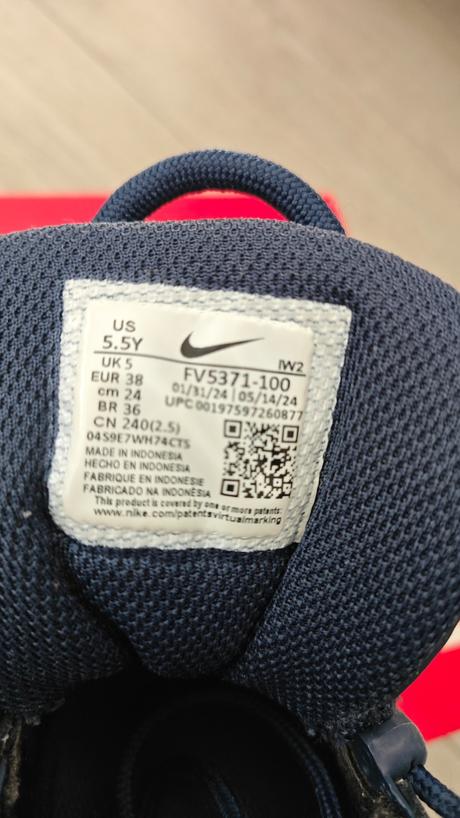 US
5.5Y
UK 5
EUR 38
cm 24
BR 36
CN 240(2.5)
IW2
FV5371-100
01/31/24 | 05/14/24
UPC 00197597260877
04S9E7WH74CTS
MADE IN INDONESIA
HECHO EN INDONESIA
FABRIQUE EN INDONESIE
FABRICADO NA INDONÉSIA
This product is covered by one or more patents:
www.nike.com/patentsvirtualmarking